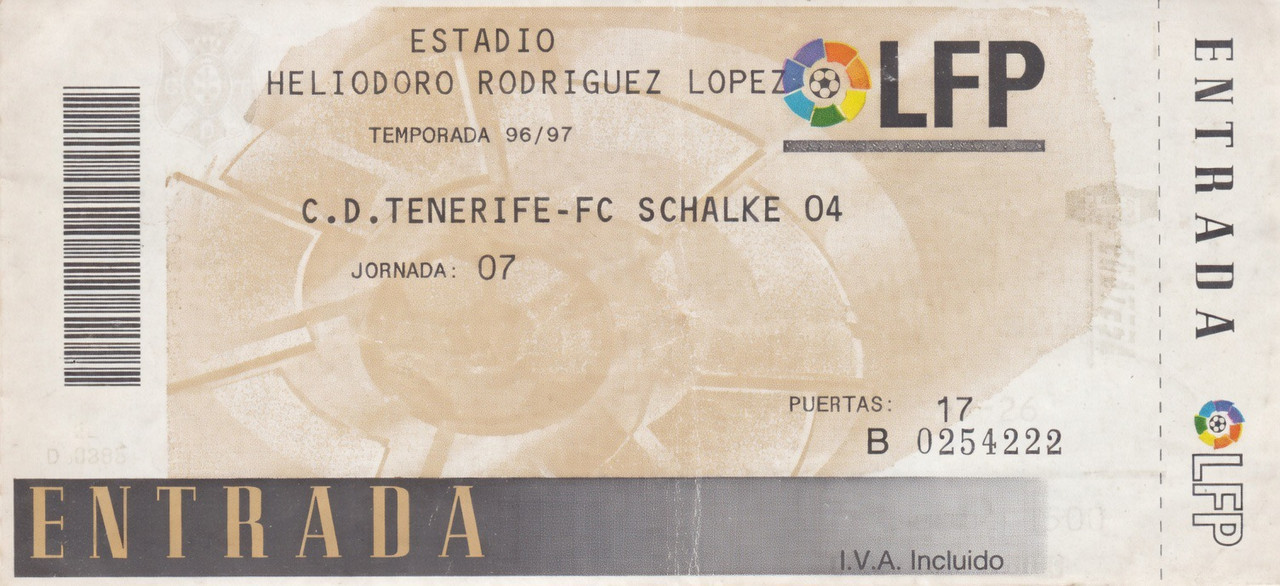 ESTADIO
HELIODORO RODRIGUEZ LOPEZ
LFP
TEMPORADA 96/97
C.D.TENERIFE-FC SCHALKE 04
JORNADA: 07
PUERTAS: 17
B 0254222
ENTRADA
I.V.A. Incluido
ENTRADA
LFP